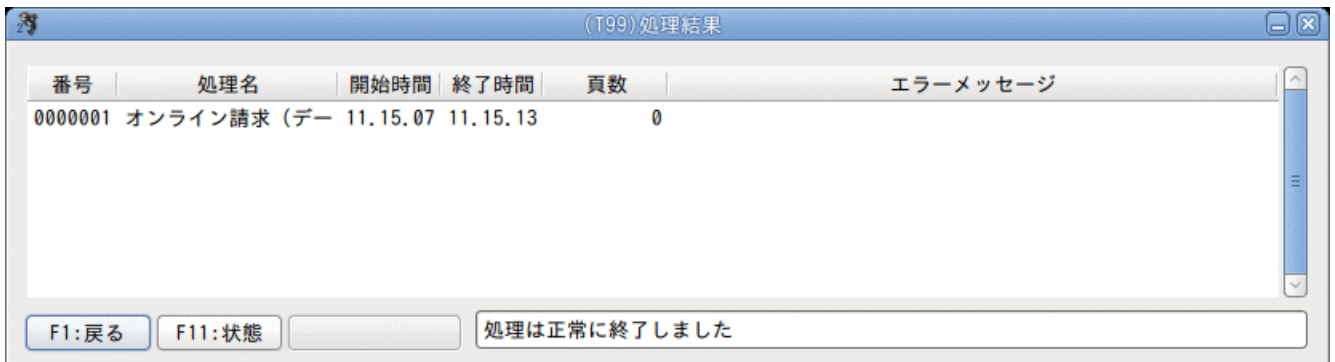 (T99)処理結果
番号 処理名 開始時間 終了時間 頁数 エラーメッセージ
0000001 オンライン請求（デー 11.15.07 11.15.13 0
F1:戻る F11:状態 処理は正常に終了しました